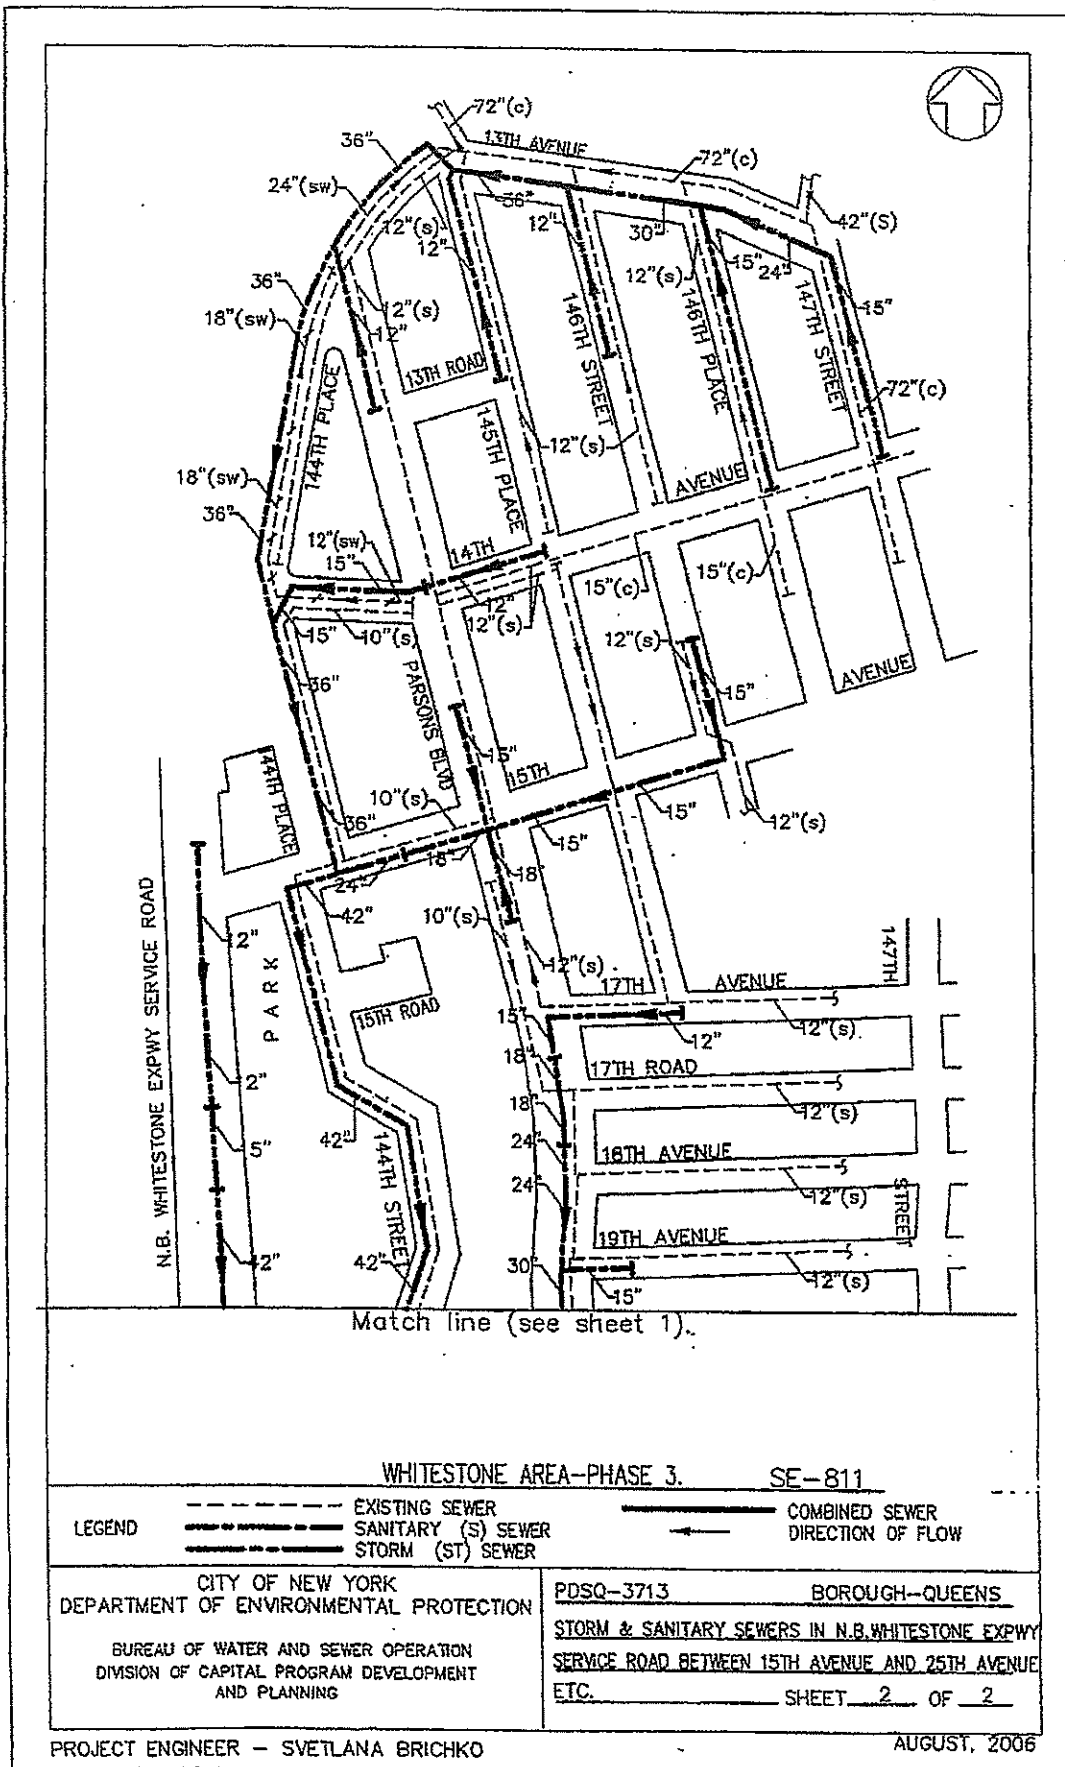 72"(c)
13TH AVENUE
36"
72"(c)
24"(sw)
42"(S)
12"(s)
12"
36"
12"
30"
12"(s)
15"
24"
147TH STREET
15"
36"
18"(sw)
12"(s)
12"
146TH STREET
146TH PLACE
13TH ROAD
72"(c)
144TH PLACE
145TH PLACE
12"(s)
AVENUE
18"(sw)
36"
12"(sw)
15"
14TH
12"
12"(s)
15"(c)
15"(c)
15"
10"(s)
12"(s)
36"
15"
AVENUE
PARSONS BLVD
15"
15TH
144TH PLACE
36"
10"(s)
15"
15"
12"(s)
18"
24"
18"
42"
10"(s)
N.B. WHITESTONE EXPWY SERVICE ROAD
2"
PARK
12"(s)
147TH
17TH AVENUE
15TH ROAD
15"
12"
12"(s)
18"
17TH ROAD
2"
18"
12"(s)
42"
24"
5"
144TH STREET
18TH AVENUE
24"
12"(s)
STREET
19TH AVENUE
42"
42"
30"
12"(s)
15"
Match line (see sheet 1).
WHITESTONE AREA-PHASE 3. SE-811
LEGEND
EXISTING SEWER
SANITARY (S) SEWER
STORM (ST) SEWER
COMBINED SEWER
DIRECTION OF FLOW
CITY OF NEW YORK
DEPARTMENT OF ENVIRONMENTAL PROTECTION
BUREAU OF WATER AND SEWER OPERATION
DIVISION OF CAPITAL PROGRAM DEVELOPMENT
AND PLANNING
PDSQ-3713 BOROUGH-QUEENS
STORM & SANITARY SEWERS IN N.B.WHITESTONE EXPWY
SERVICE ROAD BETWEEN 15TH AVENUE AND 25TH AVENUE
ETC. SHEET 2 OF 2
PROJECT ENGINEER - SVETLANA BRICHKO
AUGUST, 2006